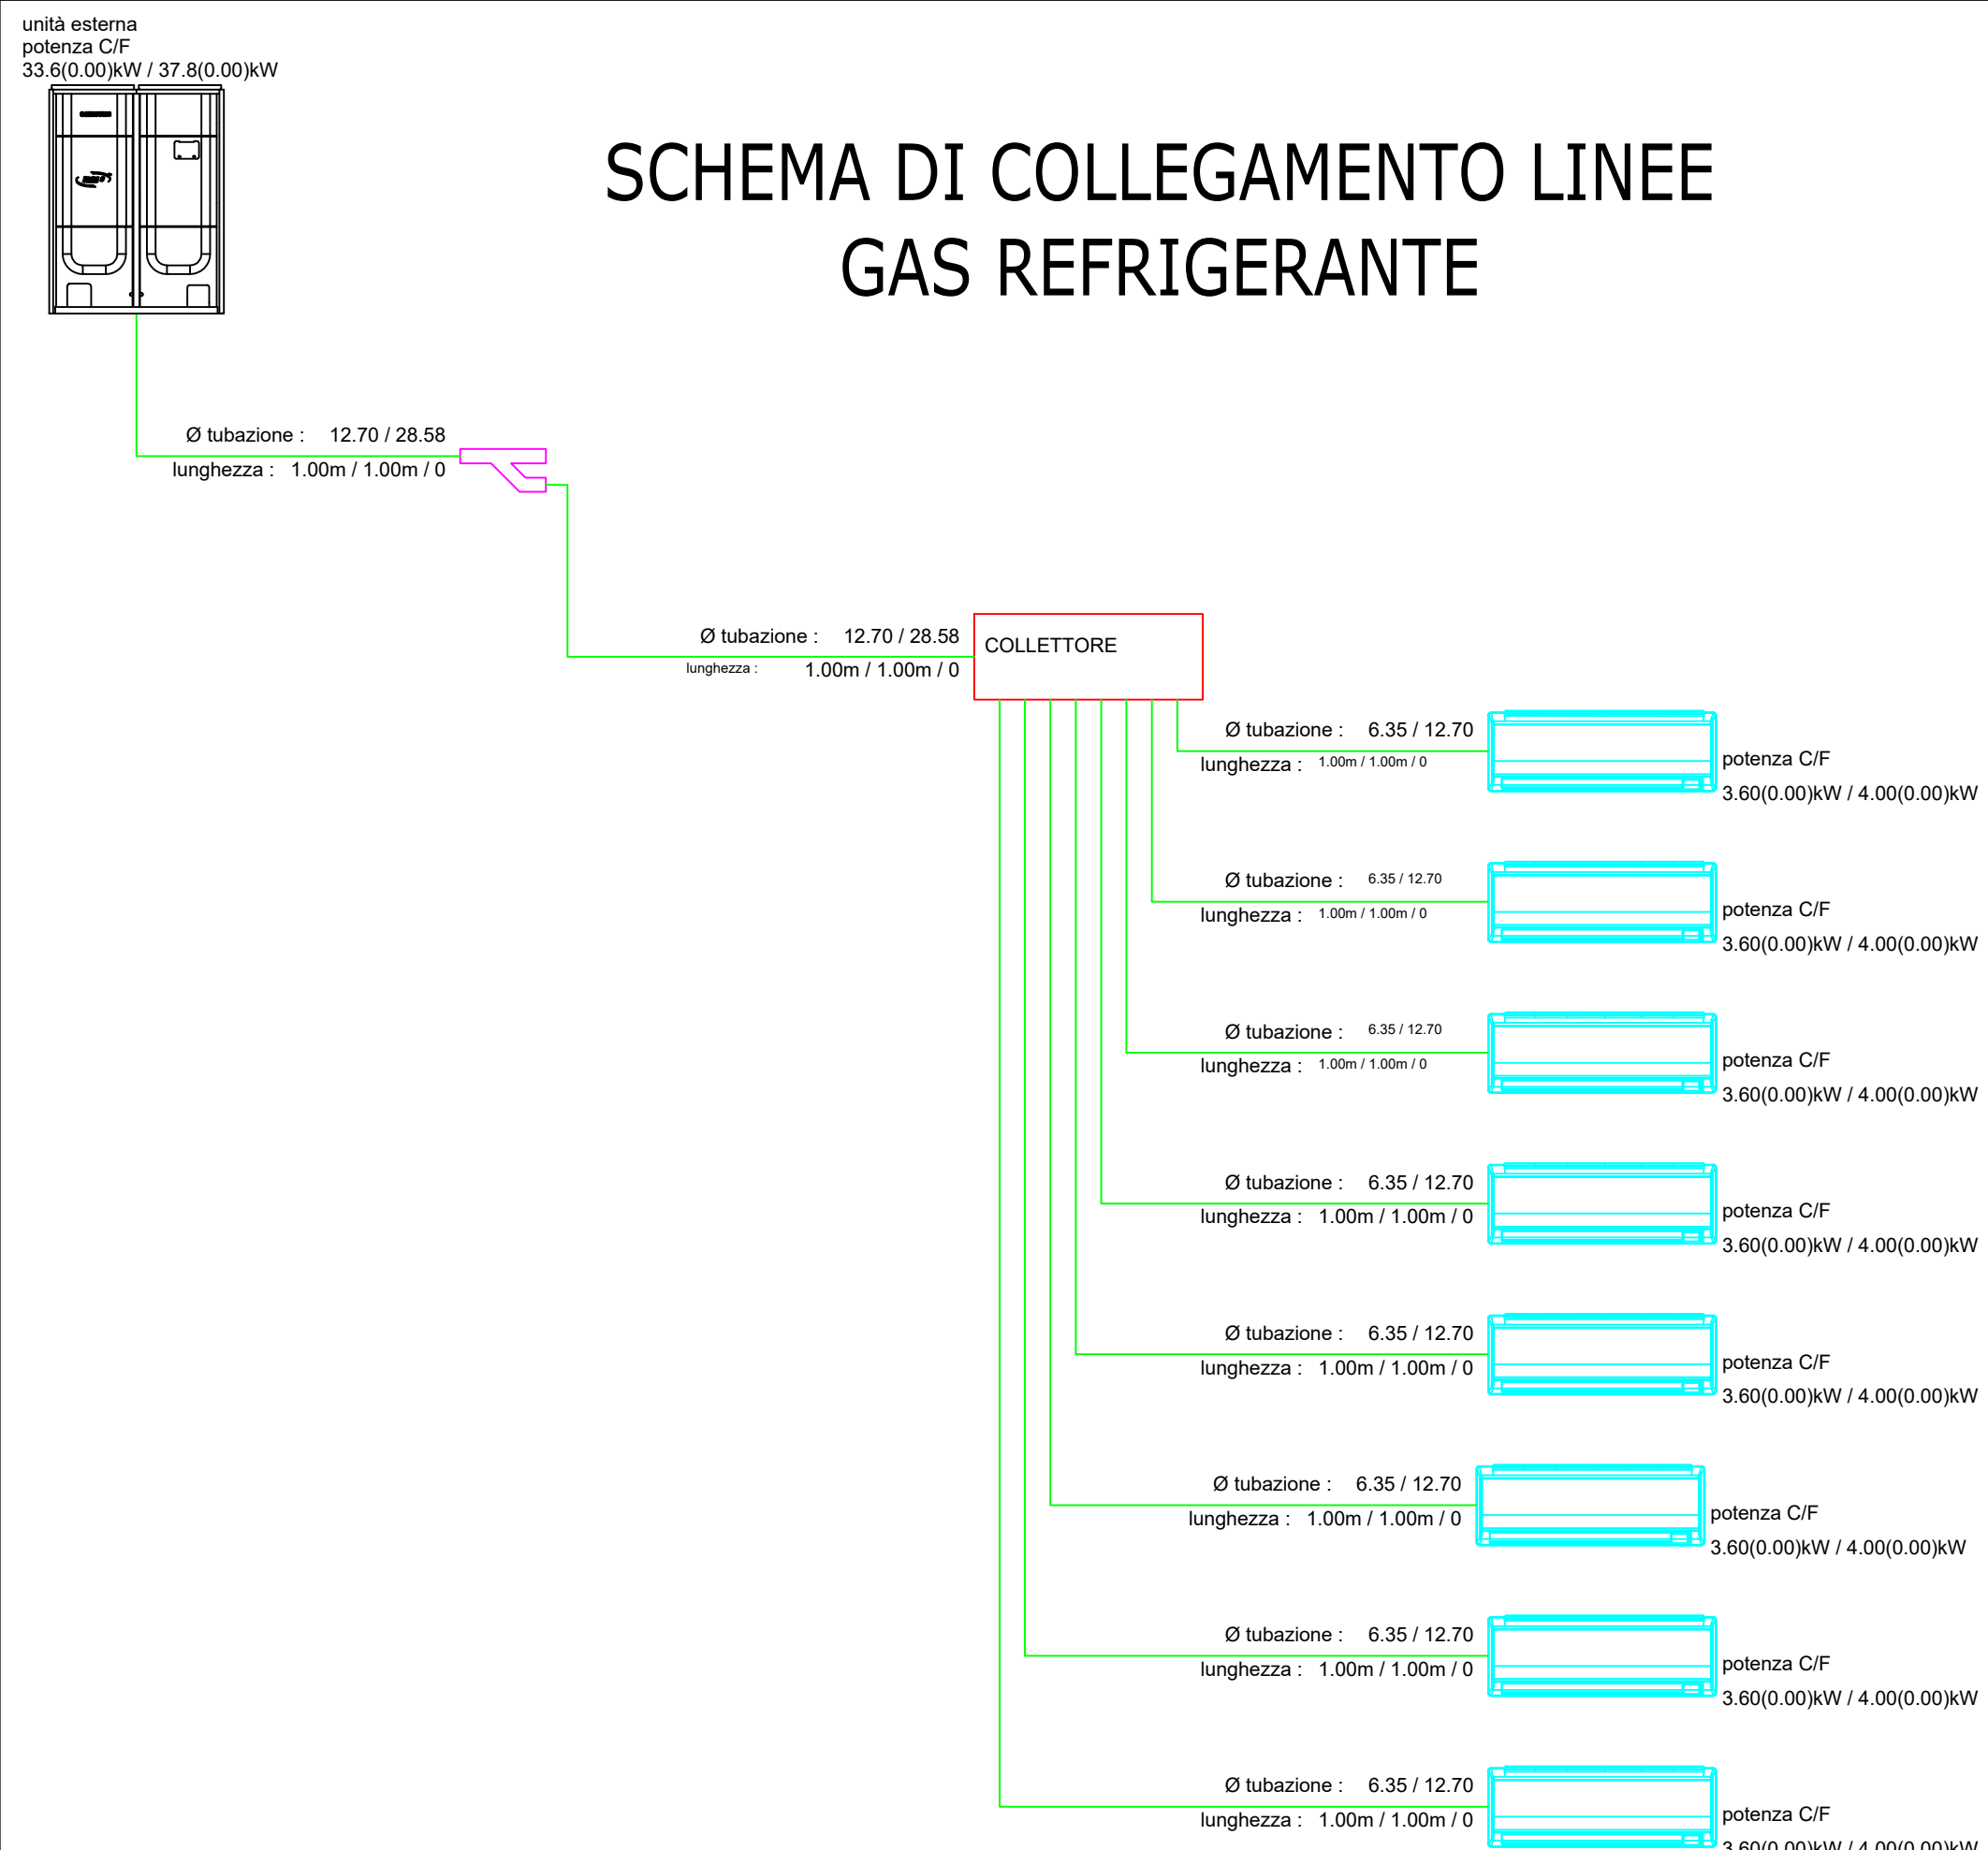 unità esterna
potenza C/F
33.6(0.00)kW / 37.8(0.00)kW
SCHEMA DI COLLEGAMENTO LINEE
GAS REFRIGERANTE
Ø tubazione : 12.70 / 28.58
lunghezza : 1.00m / 1.00m / 0
Ø tubazione : 12.70 / 28.58
lunghezza : 1.00m / 1.00m / 0
COLLETTORE
Ø tubazione : 6.35 / 12.70
lunghezza : 1.00m / 1.00m / 0
potenza C/F
3.60(0.00)kW / 4.00(0.00)kW
Ø tubazione : 6.35 / 12.70
lunghezza : 1.00m / 1.00m / 0
potenza C/F
3.60(0.00)kW / 4.00(0.00)kW
Ø tubazione : 6.35 / 12.70
lunghezza : 1.00m / 1.00m / 0
potenza C/F
3.60(0.00)kW / 4.00(0.00)kW
Ø tubazione : 6.35 / 12.70
lunghezza : 1.00m / 1.00m / 0
potenza C/F
3.60(0.00)kW / 4.00(0.00)kW
Ø tubazione : 6.35 / 12.70
lunghezza : 1.00m / 1.00m / 0
potenza C/F
3.60(0.00)kW / 4.00(0.00)kW
Ø tubazione : 6.35 / 12.70
lunghezza : 1.00m / 1.00m / 0
potenza C/F
3.60(0.00)kW / 4.00(0.00)kW
Ø tubazione : 6.35 / 12.70
lunghezza : 1.00m / 1.00m / 0
potenza C/F
3.60(0.00)kW / 4.00(0.00)kW
Ø tubazione : 6.35 / 12.70
lunghezza : 1.00m / 1.00m / 0
potenza C/F
3.60(0.00)kW / 4.00(0.00)kW